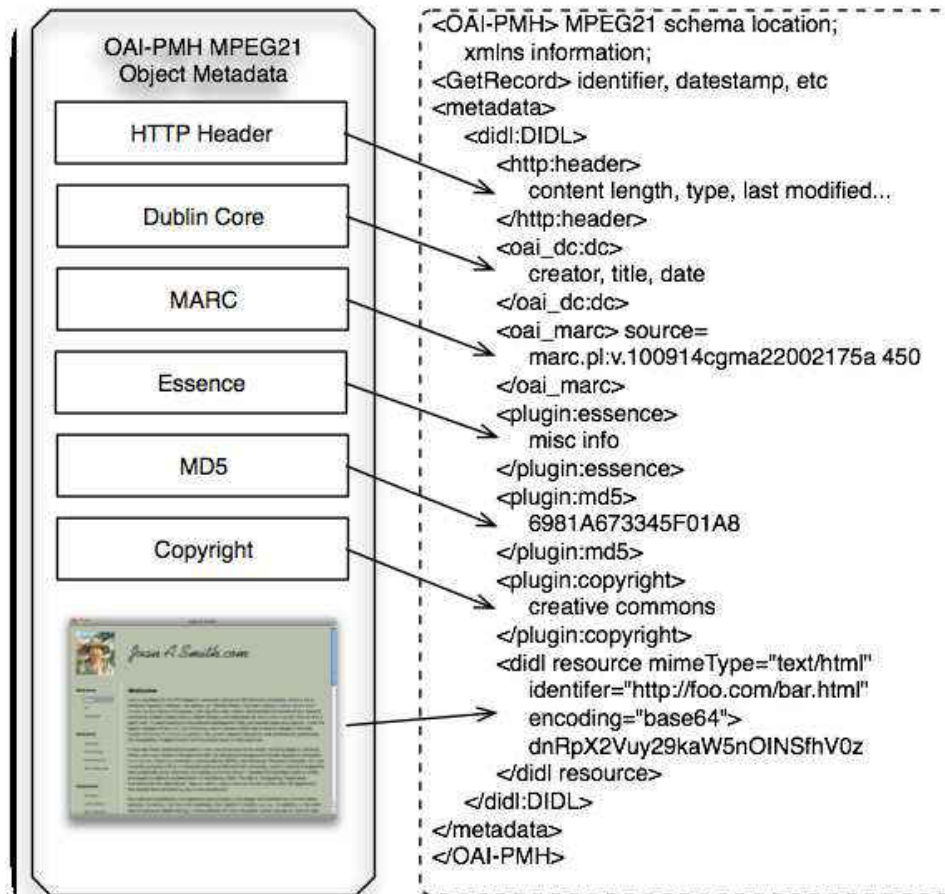 OAI-PMH MPEG21
Object Metadata
HTTP Header
Dublin Core
MARC
Essence
MD5
Copyright
Joan A Smith.com
Welcome
<OAI-PMH> MPEG21 schema location;
xmlns information;
<GetRecord> identifier, datestamp, etc
<metadata>
<didl:DIDL>
<http:header>
content length, type, last modified...
</http:header>
<oai_dc:dc>
creator, title, date
</oai_dc:dc>
<oai_marc> source=
marc.pl:v.100914cgma22002175a 450
</oai_marc>
<plugin:essence>
misc info
</plugin:essence>
<plugin:md5>
6981A673345F01A8
</plugin:md5>
<plugin:copyright>
creative commons
</plugin:copyright>
<didl resource mimeType="text/html"
identifer="http://foo.com/bar.html"
encoding="base64">
dnRpX2Vuy29kaW5nOINSfhV0z
</didl resource>
</didl:DIDL>
</metadata>
</OAI-PMH>